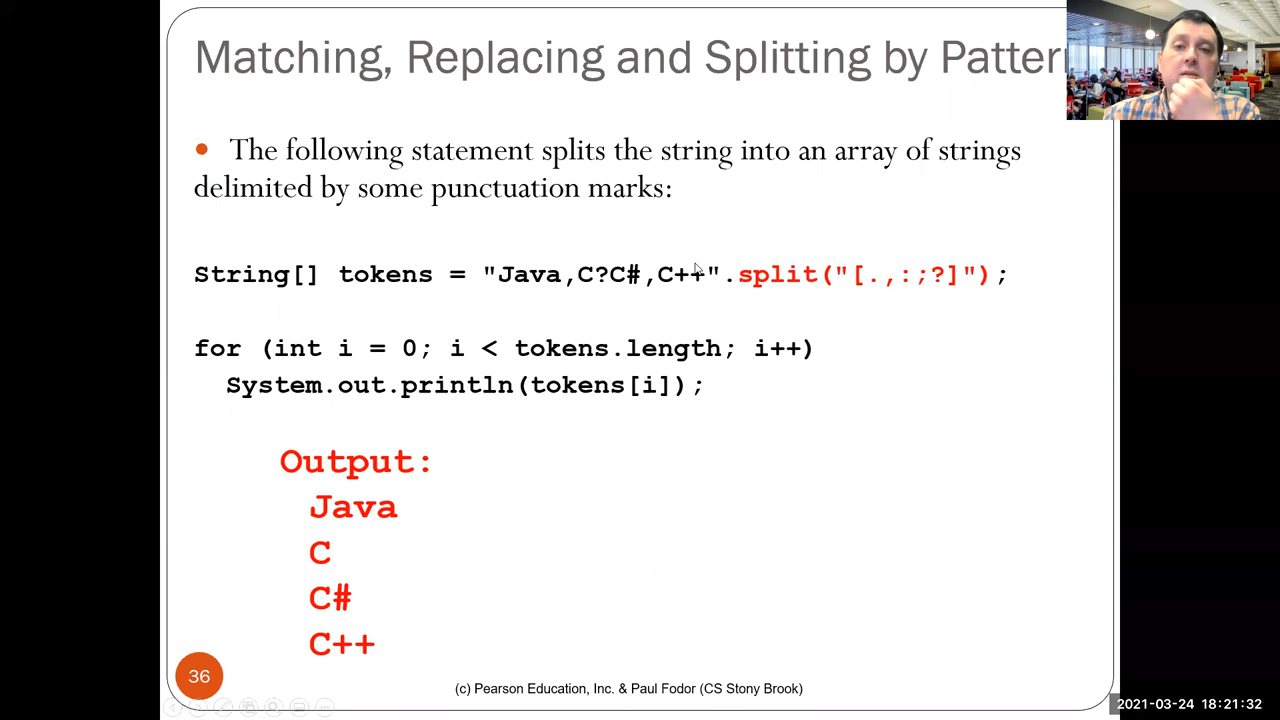 Matching, Replacing and Splitting by Pattern
• The following statement splits the string into an array of strings
delimited by some punctuation marks:
String[] tokens = "Java,C?C#,C++".split("[.,:;?]");
for (int i = 0; i < tokens.length; i++)
System.out.println(tokens[i]);
Output:
Java
C
C#
C++
36
(c) Pearson Education, Inc. & Paul Fodor (CS Stony Brook)
2021-03-24 18:21:32